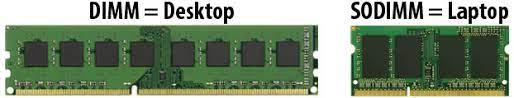 DIMM = Desktop
SODIMM = Laptop